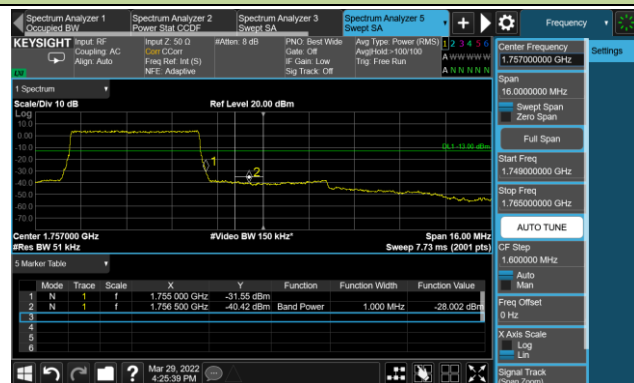 Spectrum Analyzer 1
Occupied BW
Spectrum Analyzer 2
Power Stat CCDF
Spectrum Analyzer 3
Swept SA
Spectrum Analyzer 5
Swept SA
Frequency
KEYSIGHT
Input: RF
Coupling: AC
Align: Auto
Input Z: 50 Ω
Corr CCorr
Freq Ref: Int (S)
NFE: Adaptive
#Atten: 8 dB
PNO: Best Wide
Gate: Off
IF Gain: Low
Sig Track: Off
Avg Type: Power (RMS)
Avg|Hold:>100/100
Trig: Free Run
1 2 3 4 5 6
A W W W W W
A N N N N N
1 Spectrum
Scale/Div 10 dB
Ref Level 20.00 dBm
Log
10.0
0.00
-10.0
-20.0
-30.0
-40.0
-50.0
-60.0
-70.0
DL1 -13.00 dBm
1
2
Center 1.757000 GHz
#Video BW 150 kHz*
Span 16.00 MHz
#Res BW 51 kHz
Sweep 7.73 ms (2001 pts)
5 Marker Table
Mode Trace Scale X Y Function Function Width Function Value
1 N 1 f 1.755 000 GHz -31.55 dBm
2 N 1 f 1.756 500 GHz -40.42 dBm Band Power 1.000 MHz -28.002 dBm
3
4
5
6
Mar 29, 2022
4:25:39 PM
Center Frequency
1.757000000 GHz
Settings
Span
16.0000000 MHz
Swept Span
Zero Span
Full Span
Start Freq
1.749000000 GHz
Stop Freq
1.765000000 GHz
AUTO TUNE
CF Step
1.600000 MHz
Auto
Man
Freq Offset
0 Hz
X Axis Scale
Log
Lin
Signal Track
(Span Zoom)